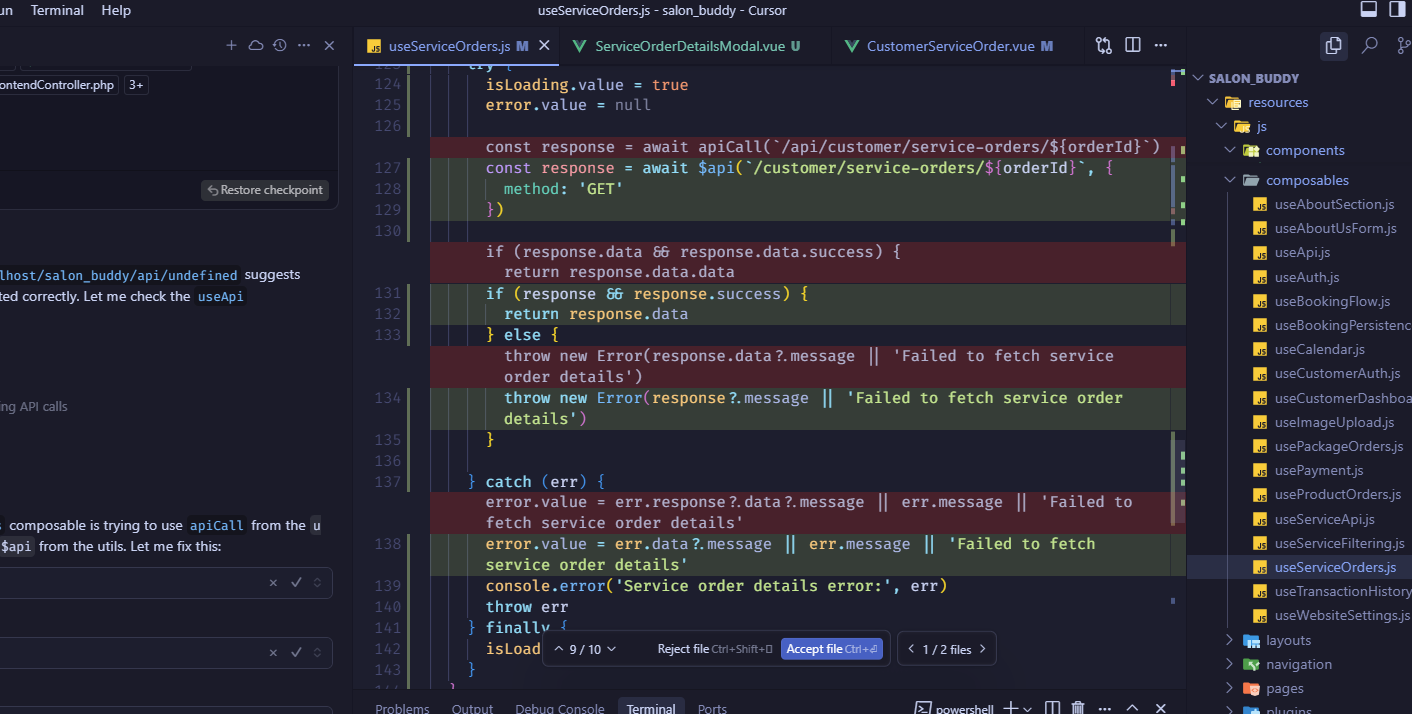 un Terminal Help
useServiceOrders.js - salon_buddy - Cursor
ontendController.php 3+
Restore checkpoint
lhost/salon_buddy/api/undefined suggests
ted correctly. Let me check the useApi
ng API calls
s composable is trying to use apiCall from the u
$api from the utils. Let me fix this:
useServiceOrders.js M
ServiceOrderDetailsModal.vue U
CustomerServiceOrder.vue M
123 try {
124 isLoading.value = true
125 error.value = null
126
const response = await apiCall(`/api/customer/service-orders/${orderId}`)
127 const response = await $api(`/customer/service-orders/${orderId}`, {
128 method: 'GET'
129 })
130
if (response.data && response.data.success) {
return response.data.data
131 if (response && response.success) {
132 return response.data
133 } else {
throw new Error(response.data?.message || 'Failed to fetch service
order details')
134 throw new Error(response?.message || 'Failed to fetch service order
details')
135 }
136
137 } catch (err) {
error.value = err.response?.data?.message || err.message || 'Failed to
fetch service order details'
138 error.value = err.data?.message || err.message || 'Failed to fetch
service order details'
139 console.error('Service order details error:', err)
140 throw err
141 } finally {
142 isLoad
143 }
9 / 10
Reject file Ctrl+Shift+
Accept file Ctrl+⏎
1 / 2 files
Problems Output Debug Console Terminal Ports
powershell
SALON_BUDDY
resources
js
components
composables
useAboutSection.js
useAboutUsForm.js
useApi.js
useAuth.js
useBookingFlow.js
useBookingPersistenc
useCalendar.js
useCustomerAuth.js
useCustomerDashboa
useImageUpload.js
usePackageOrders.js
usePayment.js
useProductOrders.js
useServiceApi.js
useServiceFiltering.js
useServiceOrders.js
useTransactionHistory
useWebsiteSettings.js
layouts
navigation
pages
plugins